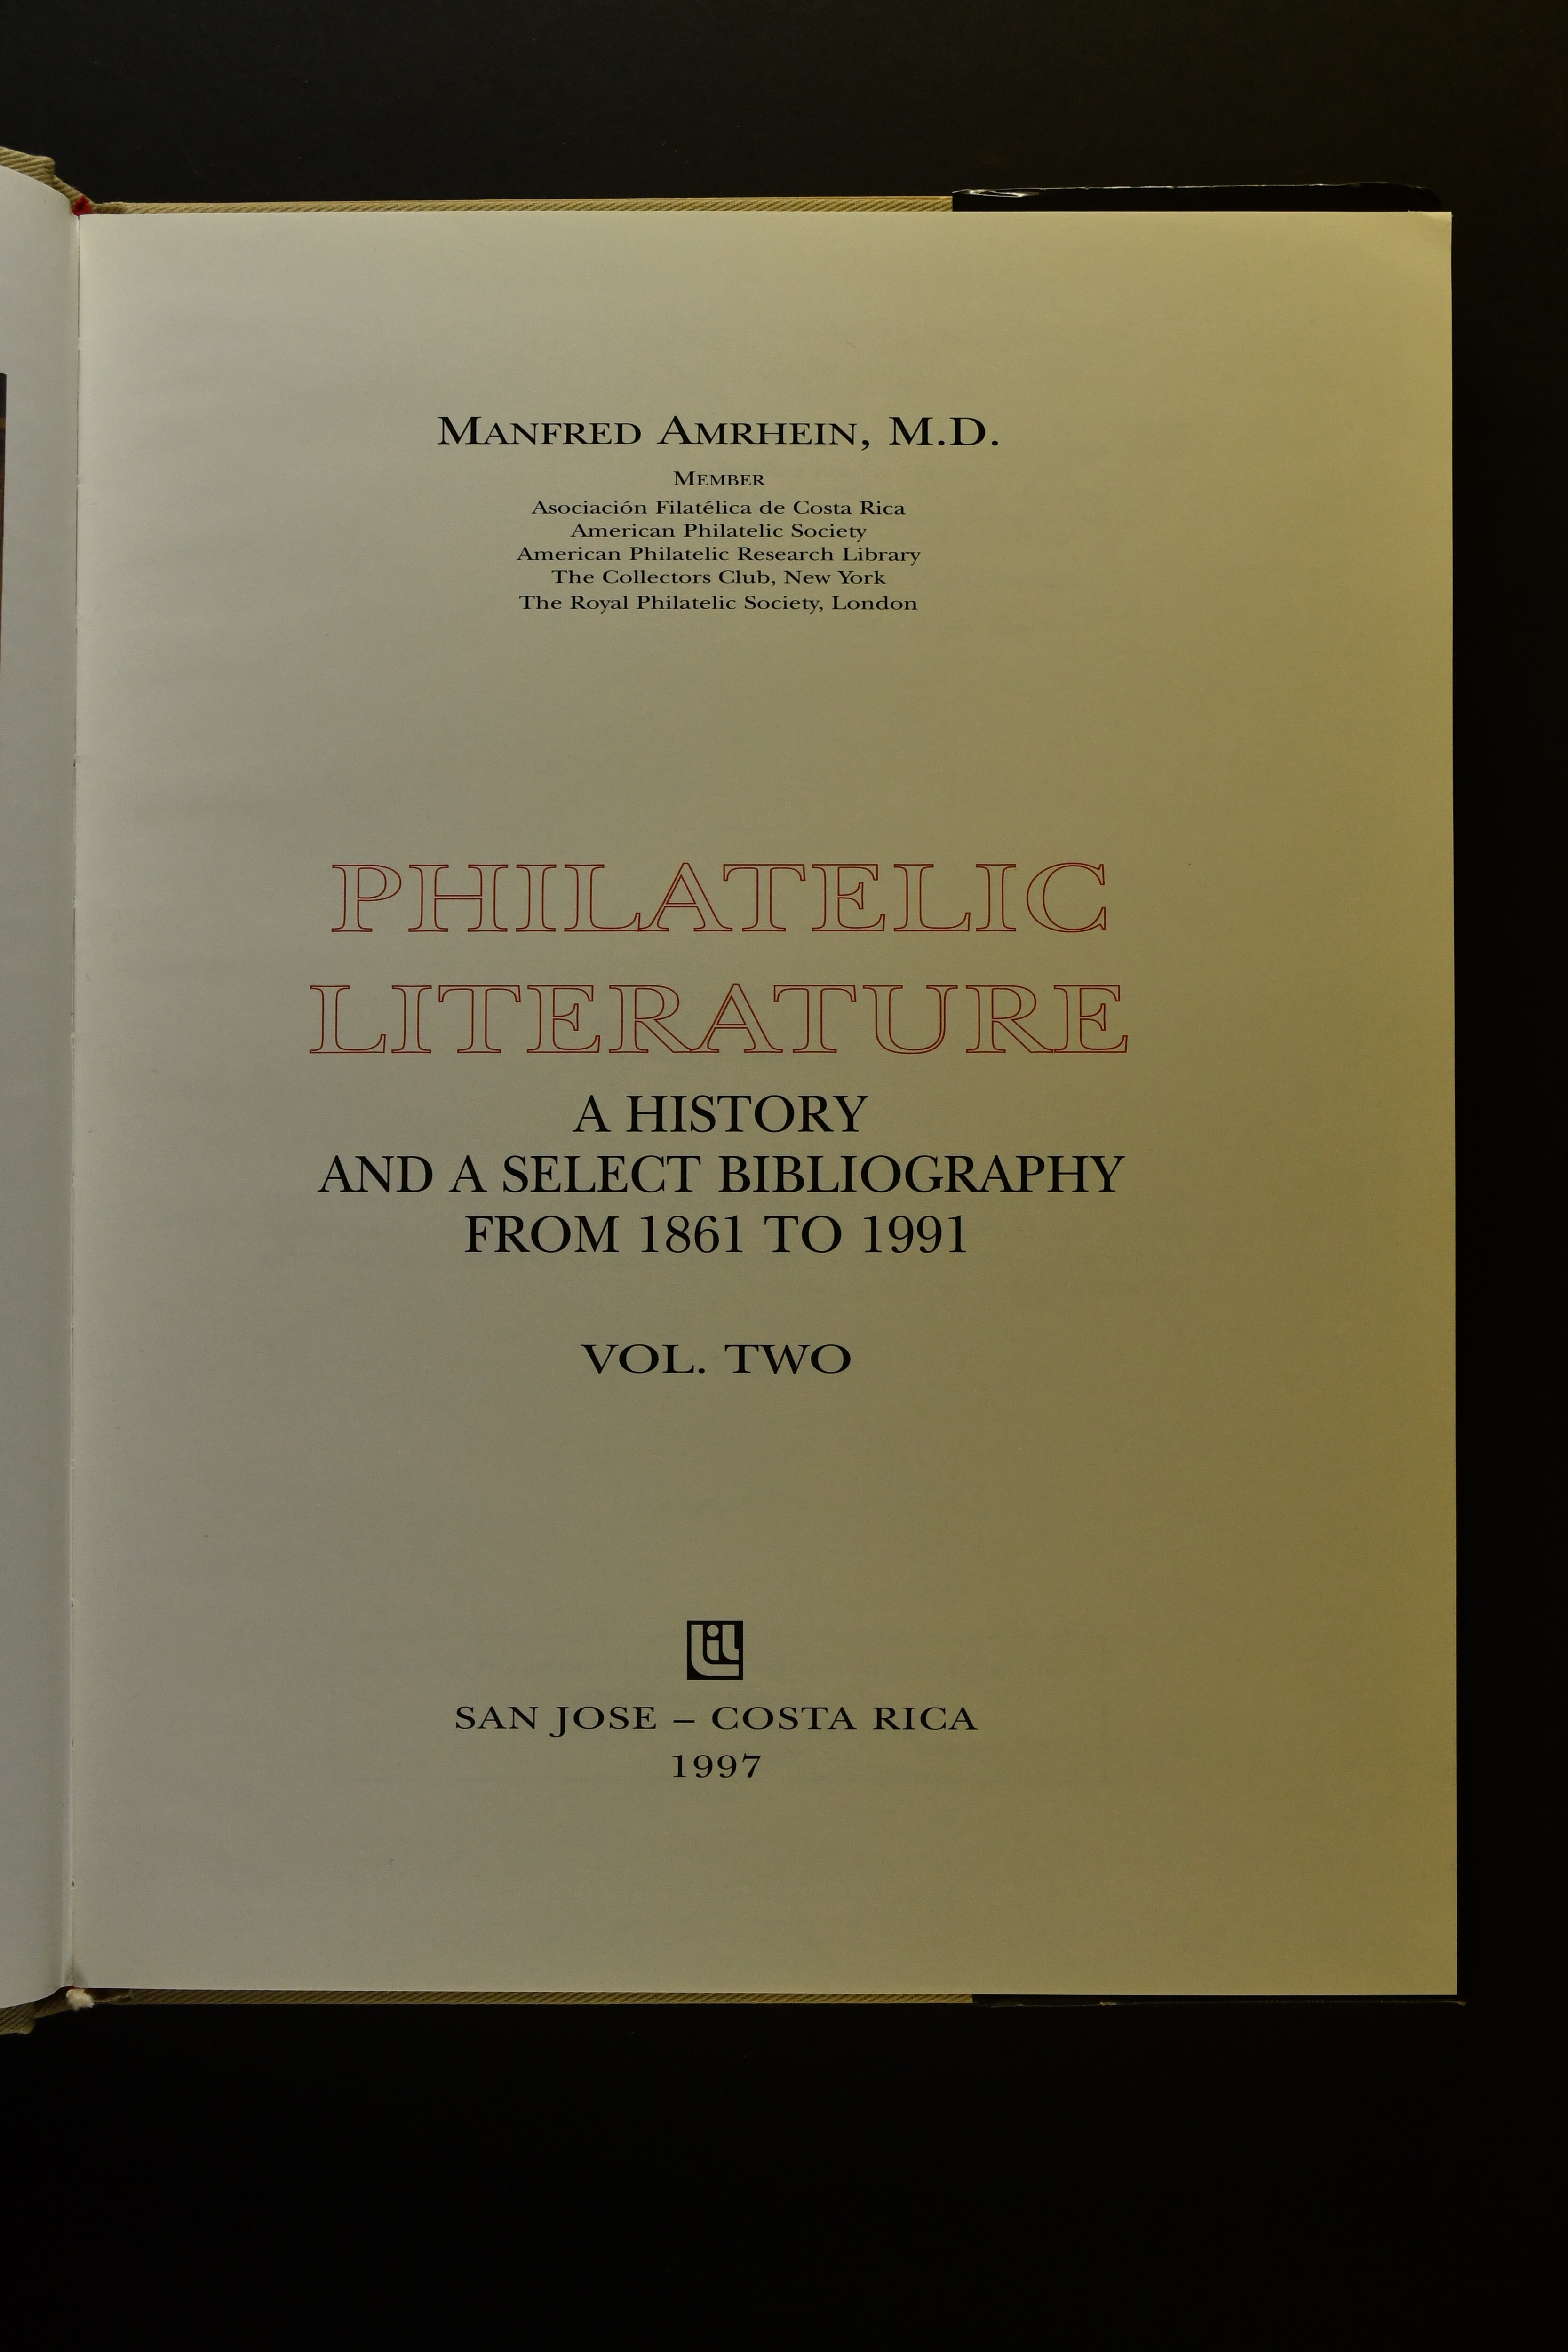 MANFRED AMRHEIN, M.D.
MEMBER
Asociación Filatélica de Costa Rica
American Philatelic Society
American Philatelic Research Library
The Collectors Club, New York
The Royal Philatelic Society, London
PHILATELIC
LITERATURE
A HISTORY
AND A SELECT BIBLIOGRAPHY
FROM 1861 TO 1991
VOL. TWO
SAN JOSE – COSTA RICA
1997